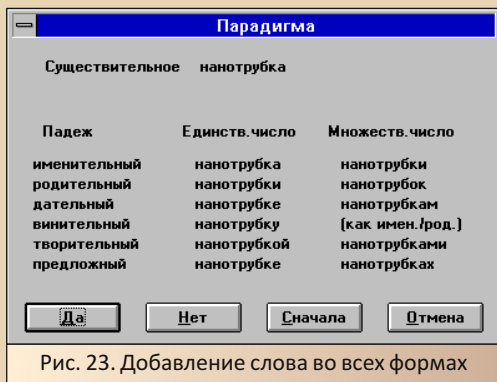 Парадигма
Существительное нанотрубка
Падеж Единств.число Множеств.число
именительный нанотрубка нанотрубки
родительный нанотрубки нанотрубок
дательный нанотрубке нанотрубкам
винительный нанотрубку (как имен./род.)
творительный нанотрубкой нанотрубками
предложный нанотрубке нанотрубках
Да Нет Сначала Отмена
Рис. 23. Добавление слова во всех формах